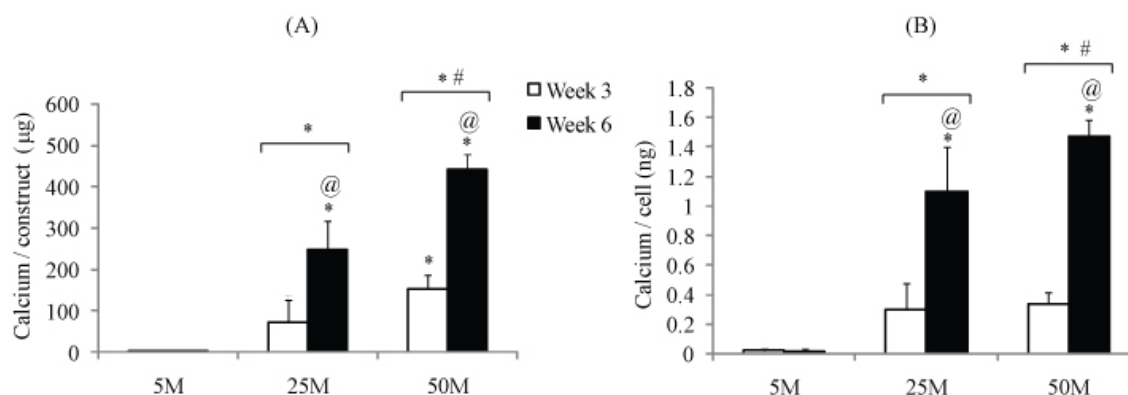 (A)
Calcium / construct (µg)
600
500
400
300
200
100
0
5M
25M
50M
*
@
*
*
* #
@
*
Week 3
Week 6
(B)
Calcium / cell (ng)
1.8
1.6
1.4
1.2
1
0.8
0.6
0.4
0.2
0
5M
25M
50M
*
@
*
* #
@
*